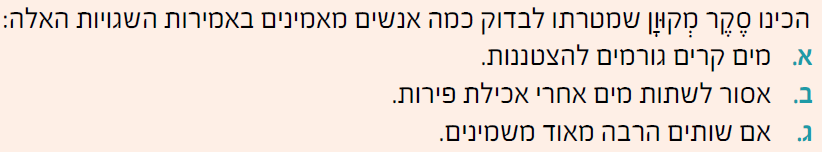 הכינו סֶקֶר מְקוּוָן שמטרתו לבדוק כמה אנשים מאמינים באמירות השגויות האלה:
א. מים קרים גורמים להצטננות.
ב. אסור לשתות מים אחרי אכילת פירות.
ג. אם שותים הרבה מאוד משמינים.